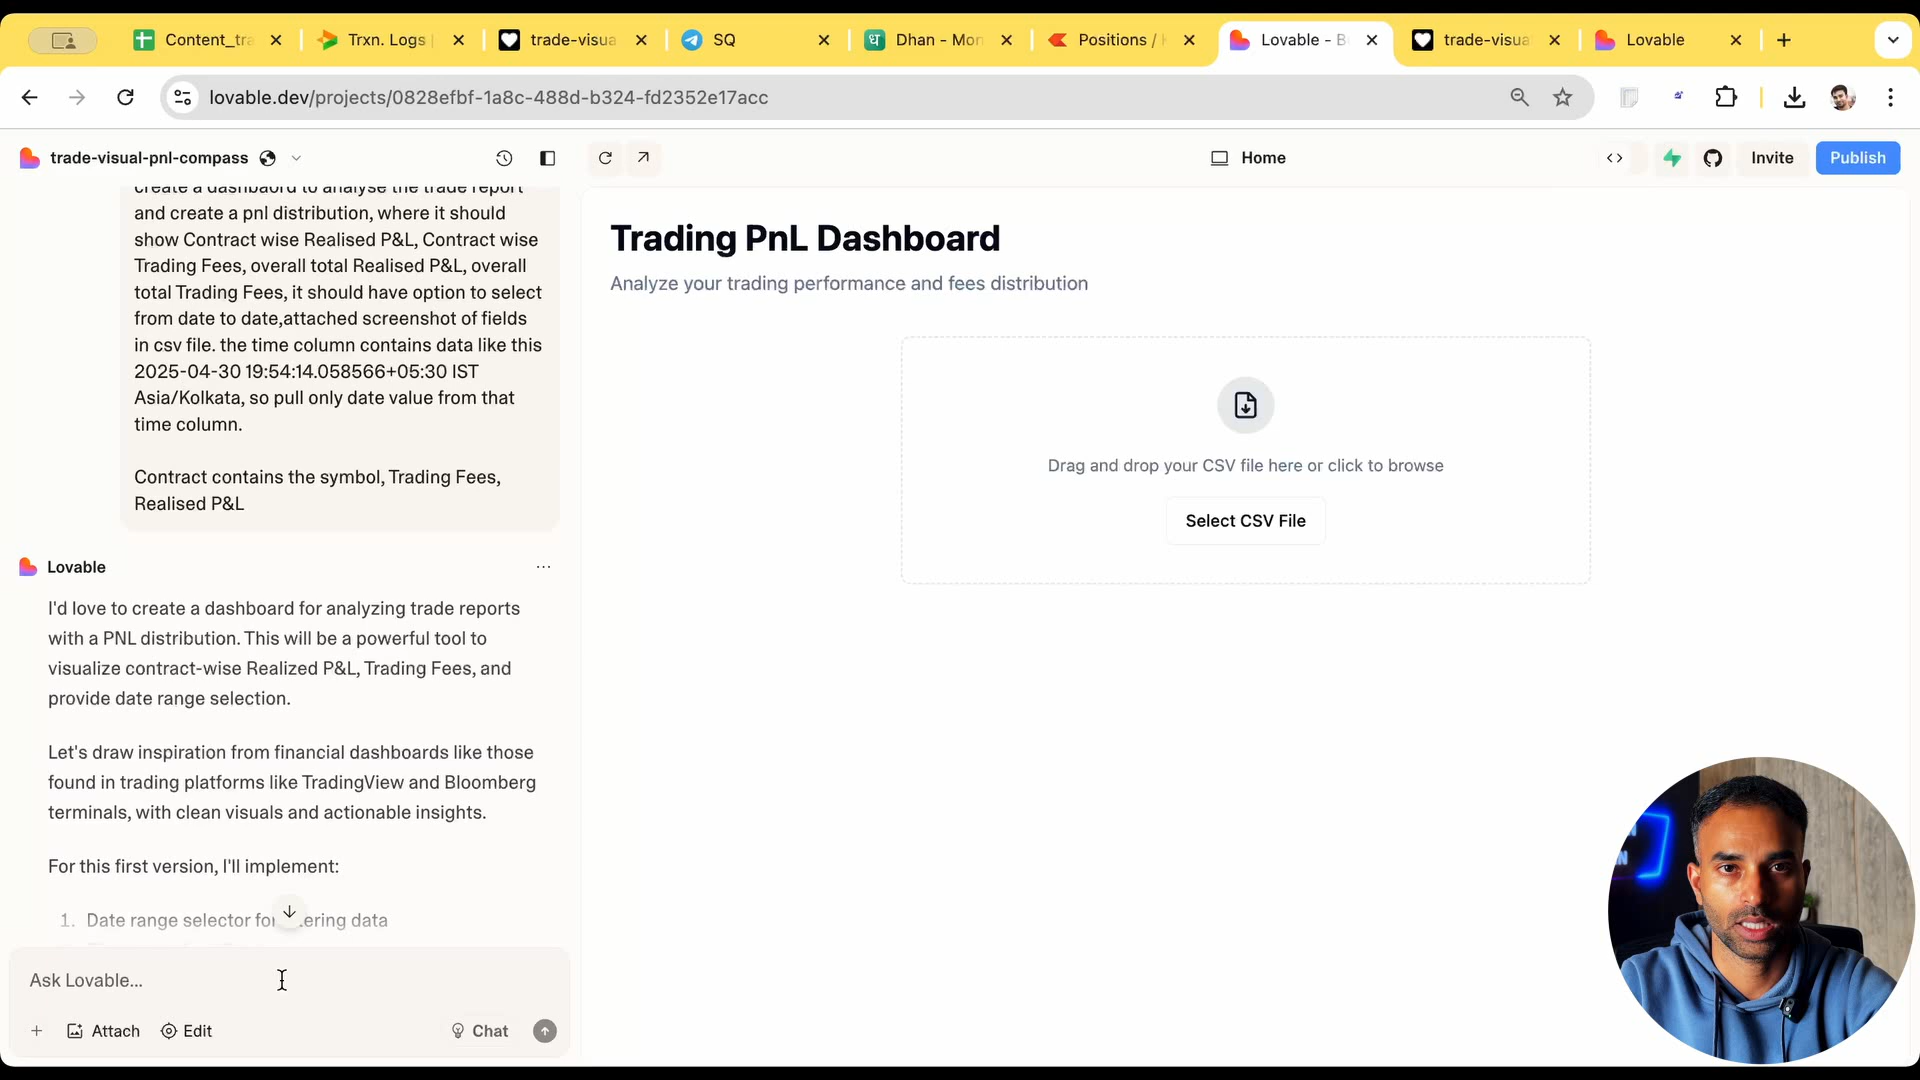 Content_tra
Trxn. Logs
trade-visua
SQ
Dhan - Mon
Positions /
Lovable - B
trade-visua
Lovable
lovable.dev/projects/0828efbf-1a8c-488d-b324-fd2352e17acc
trade-visual-pnl-compass
Home
Invite
Publish
create a dashbaord to analyse the trade report
and create a pnl distribution, where it should
show Contract wise Realised P&L, Contract wise
Trading Fees, overall total Realised P&L, overall
total Trading Fees, it should have option to select
from date to date,attached screenshot of fields
in csv file. the time column contains data like this
2025-04-30 19:54:14.058566+05:30 IST
Asia/Kolkata, so pull only date value from that
time column.
Contract contains the symbol, Trading Fees,
Realised P&L
Lovable
I'd love to create a dashboard for analyzing trade reports
with a PNL distribution. This will be a powerful tool to
visualize contract-wise Realized P&L, Trading Fees, and
provide date range selection.
Let's draw inspiration from financial dashboards like those
found in trading platforms like TradingView and Bloomberg
terminals, with clean visuals and actionable insights.
For this first version, I'll implement:
1. Date range selector for tering data
Ask Lovable...
Attach
Edit
Chat
Trading PnL Dashboard
Analyze your trading performance and fees distribution
Drag and drop your CSV file here or click to browse
Select CSV File